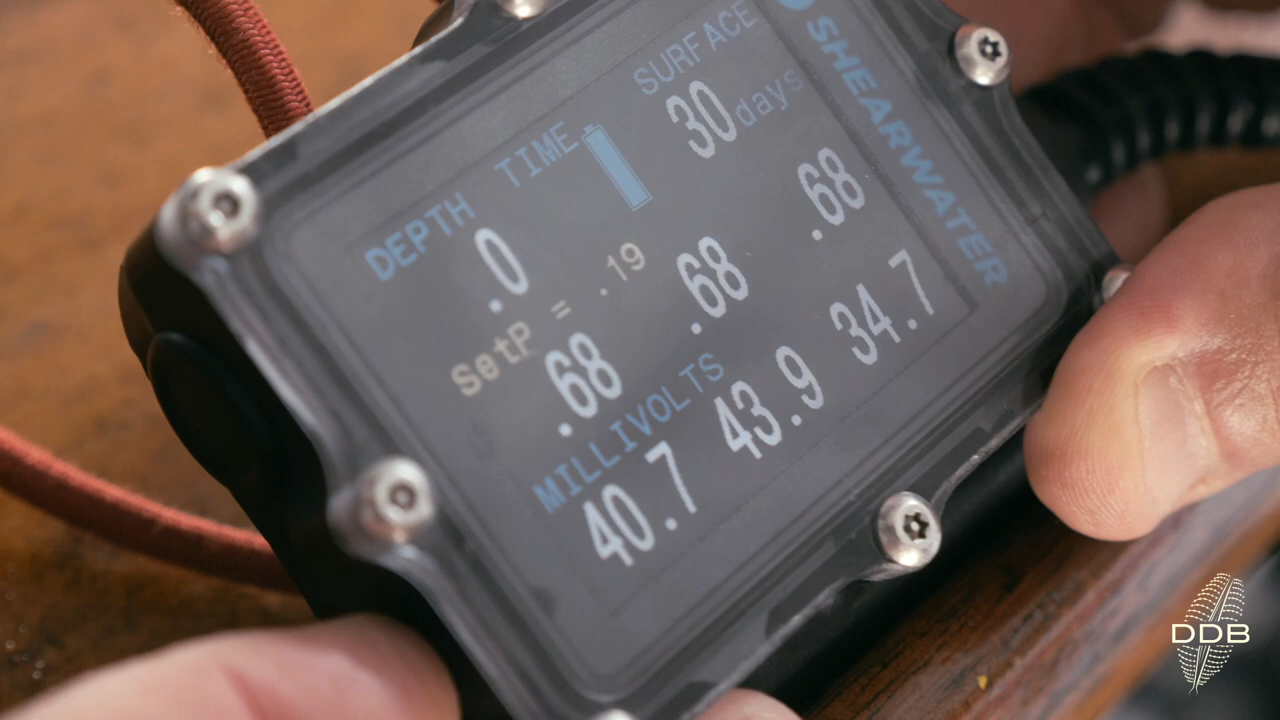 DEPTH TIME SURFACE
.0 30days
SetP = .19
.68 .68 .68
MILLIVOLTS
40.7 43.9 34.7
SHEARWATER
DDB